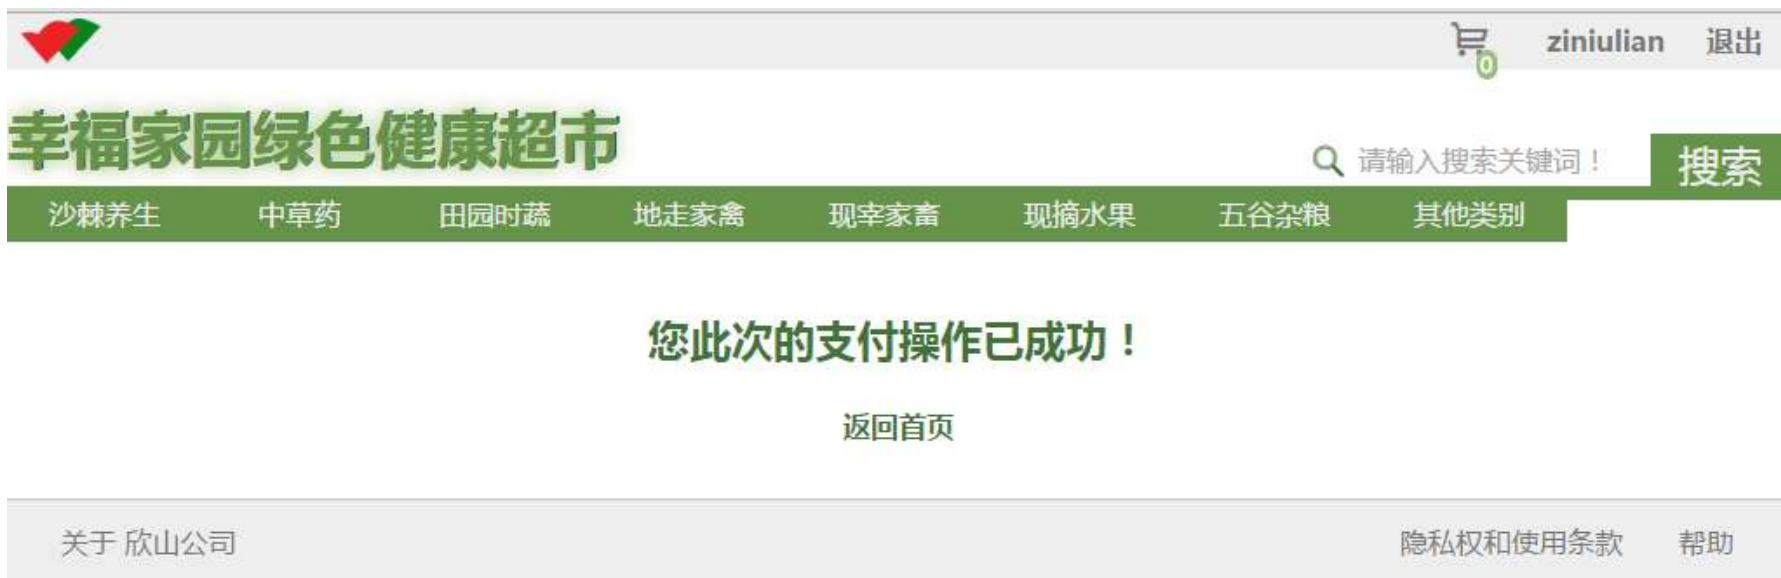 0 ziniulian 退出
幸福家园绿色健康超市
请输入搜索关键词！ 搜索
沙棘养生 中草药 田园时蔬 地走家禽 现宰家畜 现摘水果 五谷杂粮 其他类别
您此次的支付操作已成功！
返回首页
关于 欣山公司 隐私权和使用条款 帮助